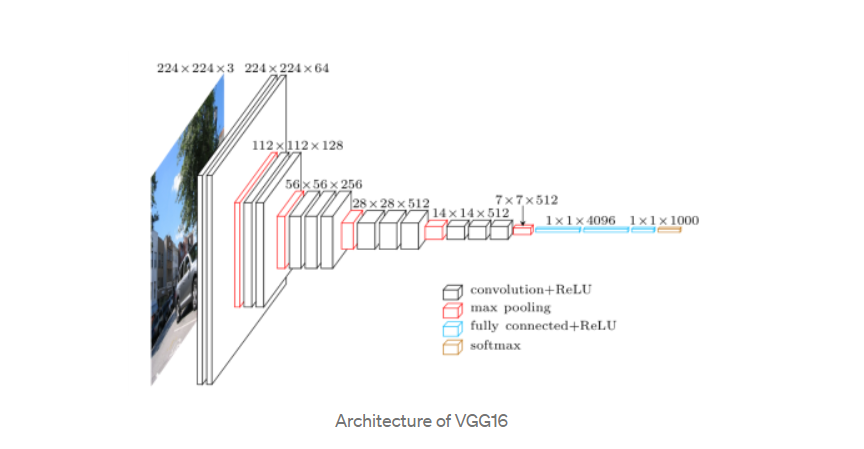 224×224×3 224×224×64
112×112×128
56×56×256
28×28×512
14×14×512
7×7×512
1×1×4096 1×1×1000
convolution+ReLU
max pooling
fully connected+ReLU
softmax
Architecture of VGG16